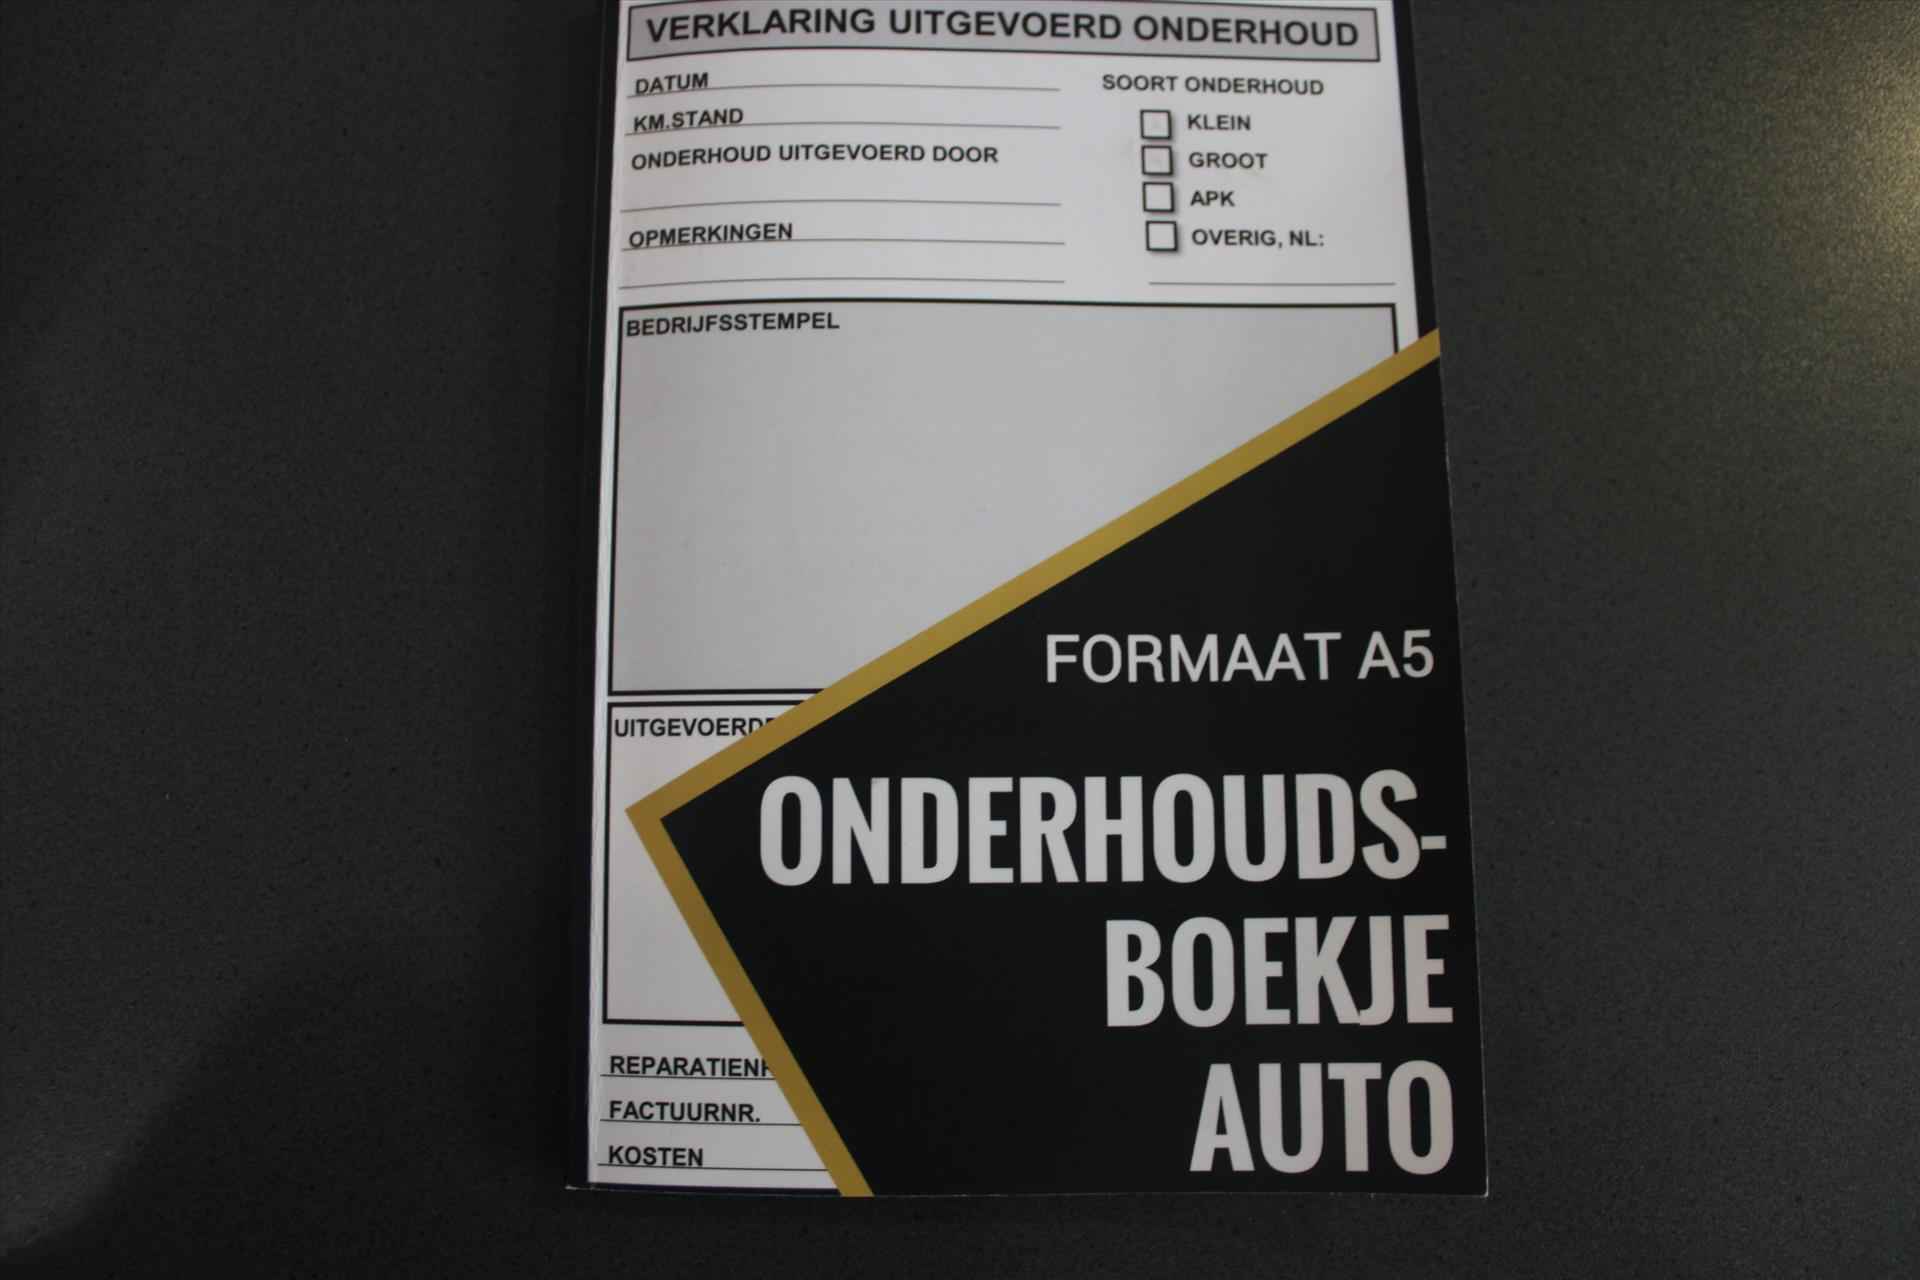 VERKLARING UITGEVOERD ONDERHOUD
DATUM
KM.STAND
ONDERHOUD UITGEVOERD DOOR
OPMERKINGEN
SOORT ONDERHOUD
KLEIN
GROOT
APK
OVERIG, NL:
BEDRIJFSSTEMPEL
FORMAAT A5
ONDERHOUDS-
BOEKJE
AUTO
FACTUURNR.
KOSTEN